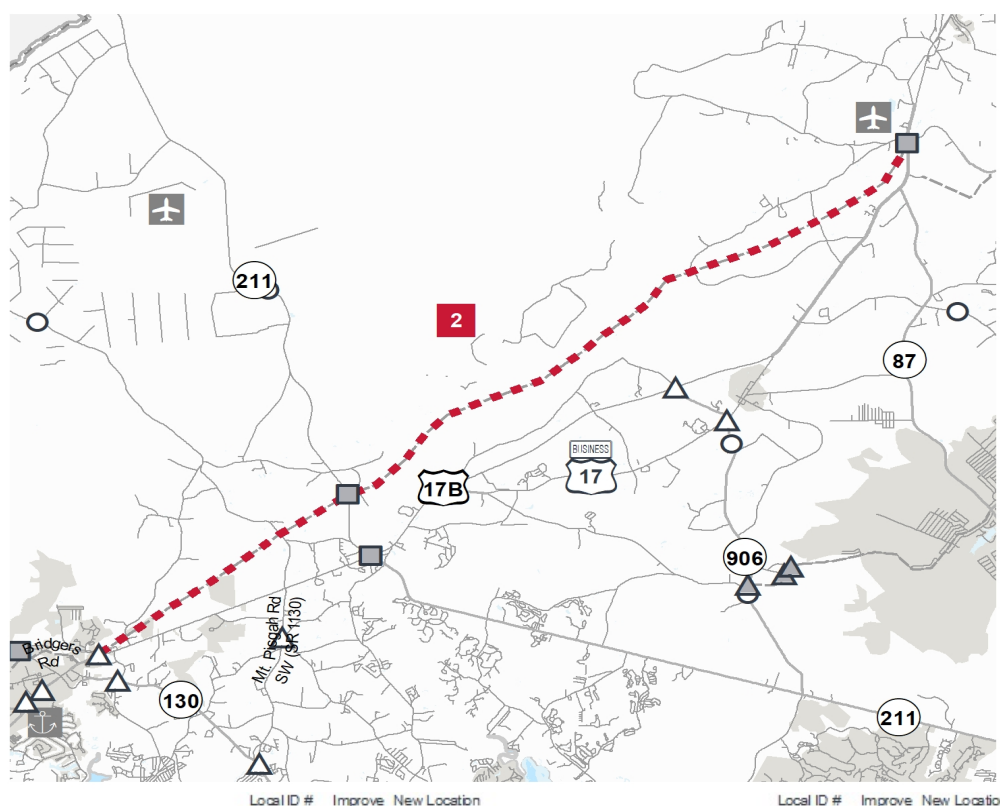 211
2
87
BUSINESS
17B
17
906
Mt. Pisgah Rd
SW (SR 1130)
Bridgers
Rd
130
211
Local ID # Improve New Location
Local ID # Improve New Locatio